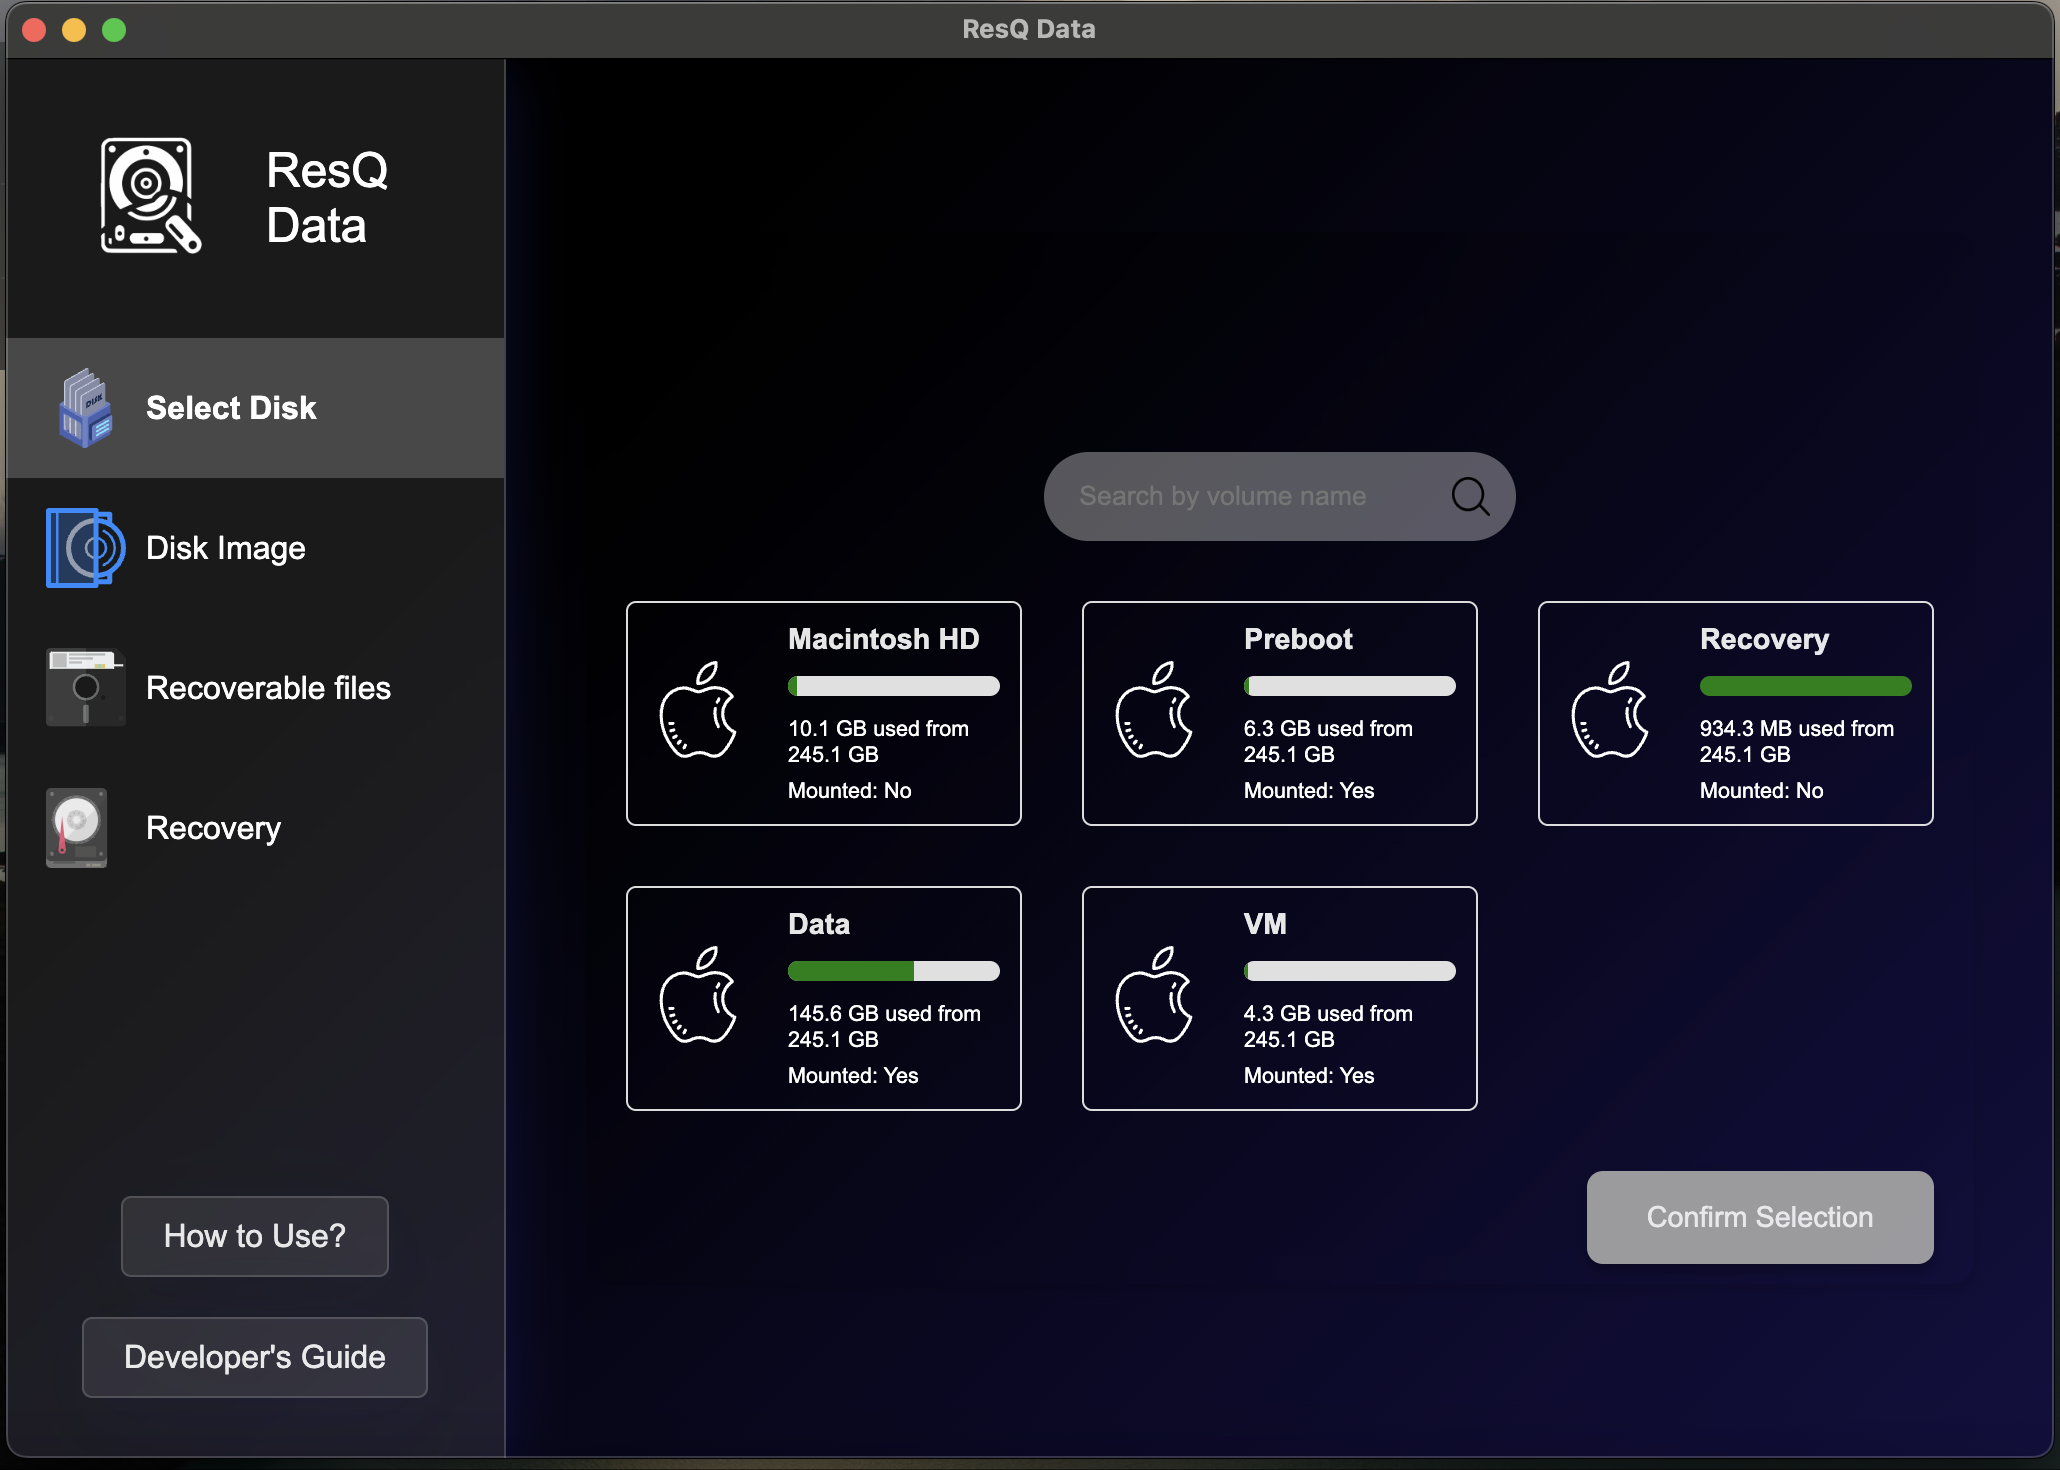 ResQ Data
ResQ
Data
Select Disk
DISK
Disk Image
Recoverable files
Recovery
How to Use?
Developer's Guide
Search by volume name
Macintosh HD
10.1 GB used from
245.1 GB
Mounted: No
Preboot
6.3 GB used from
245.1 GB
Mounted: Yes
Recovery
934.3 MB used from
245.1 GB
Mounted: No
Data
145.6 GB used from
245.1 GB
Mounted: Yes
VM
4.3 GB used from
245.1 GB
Mounted: Yes
Confirm Selection